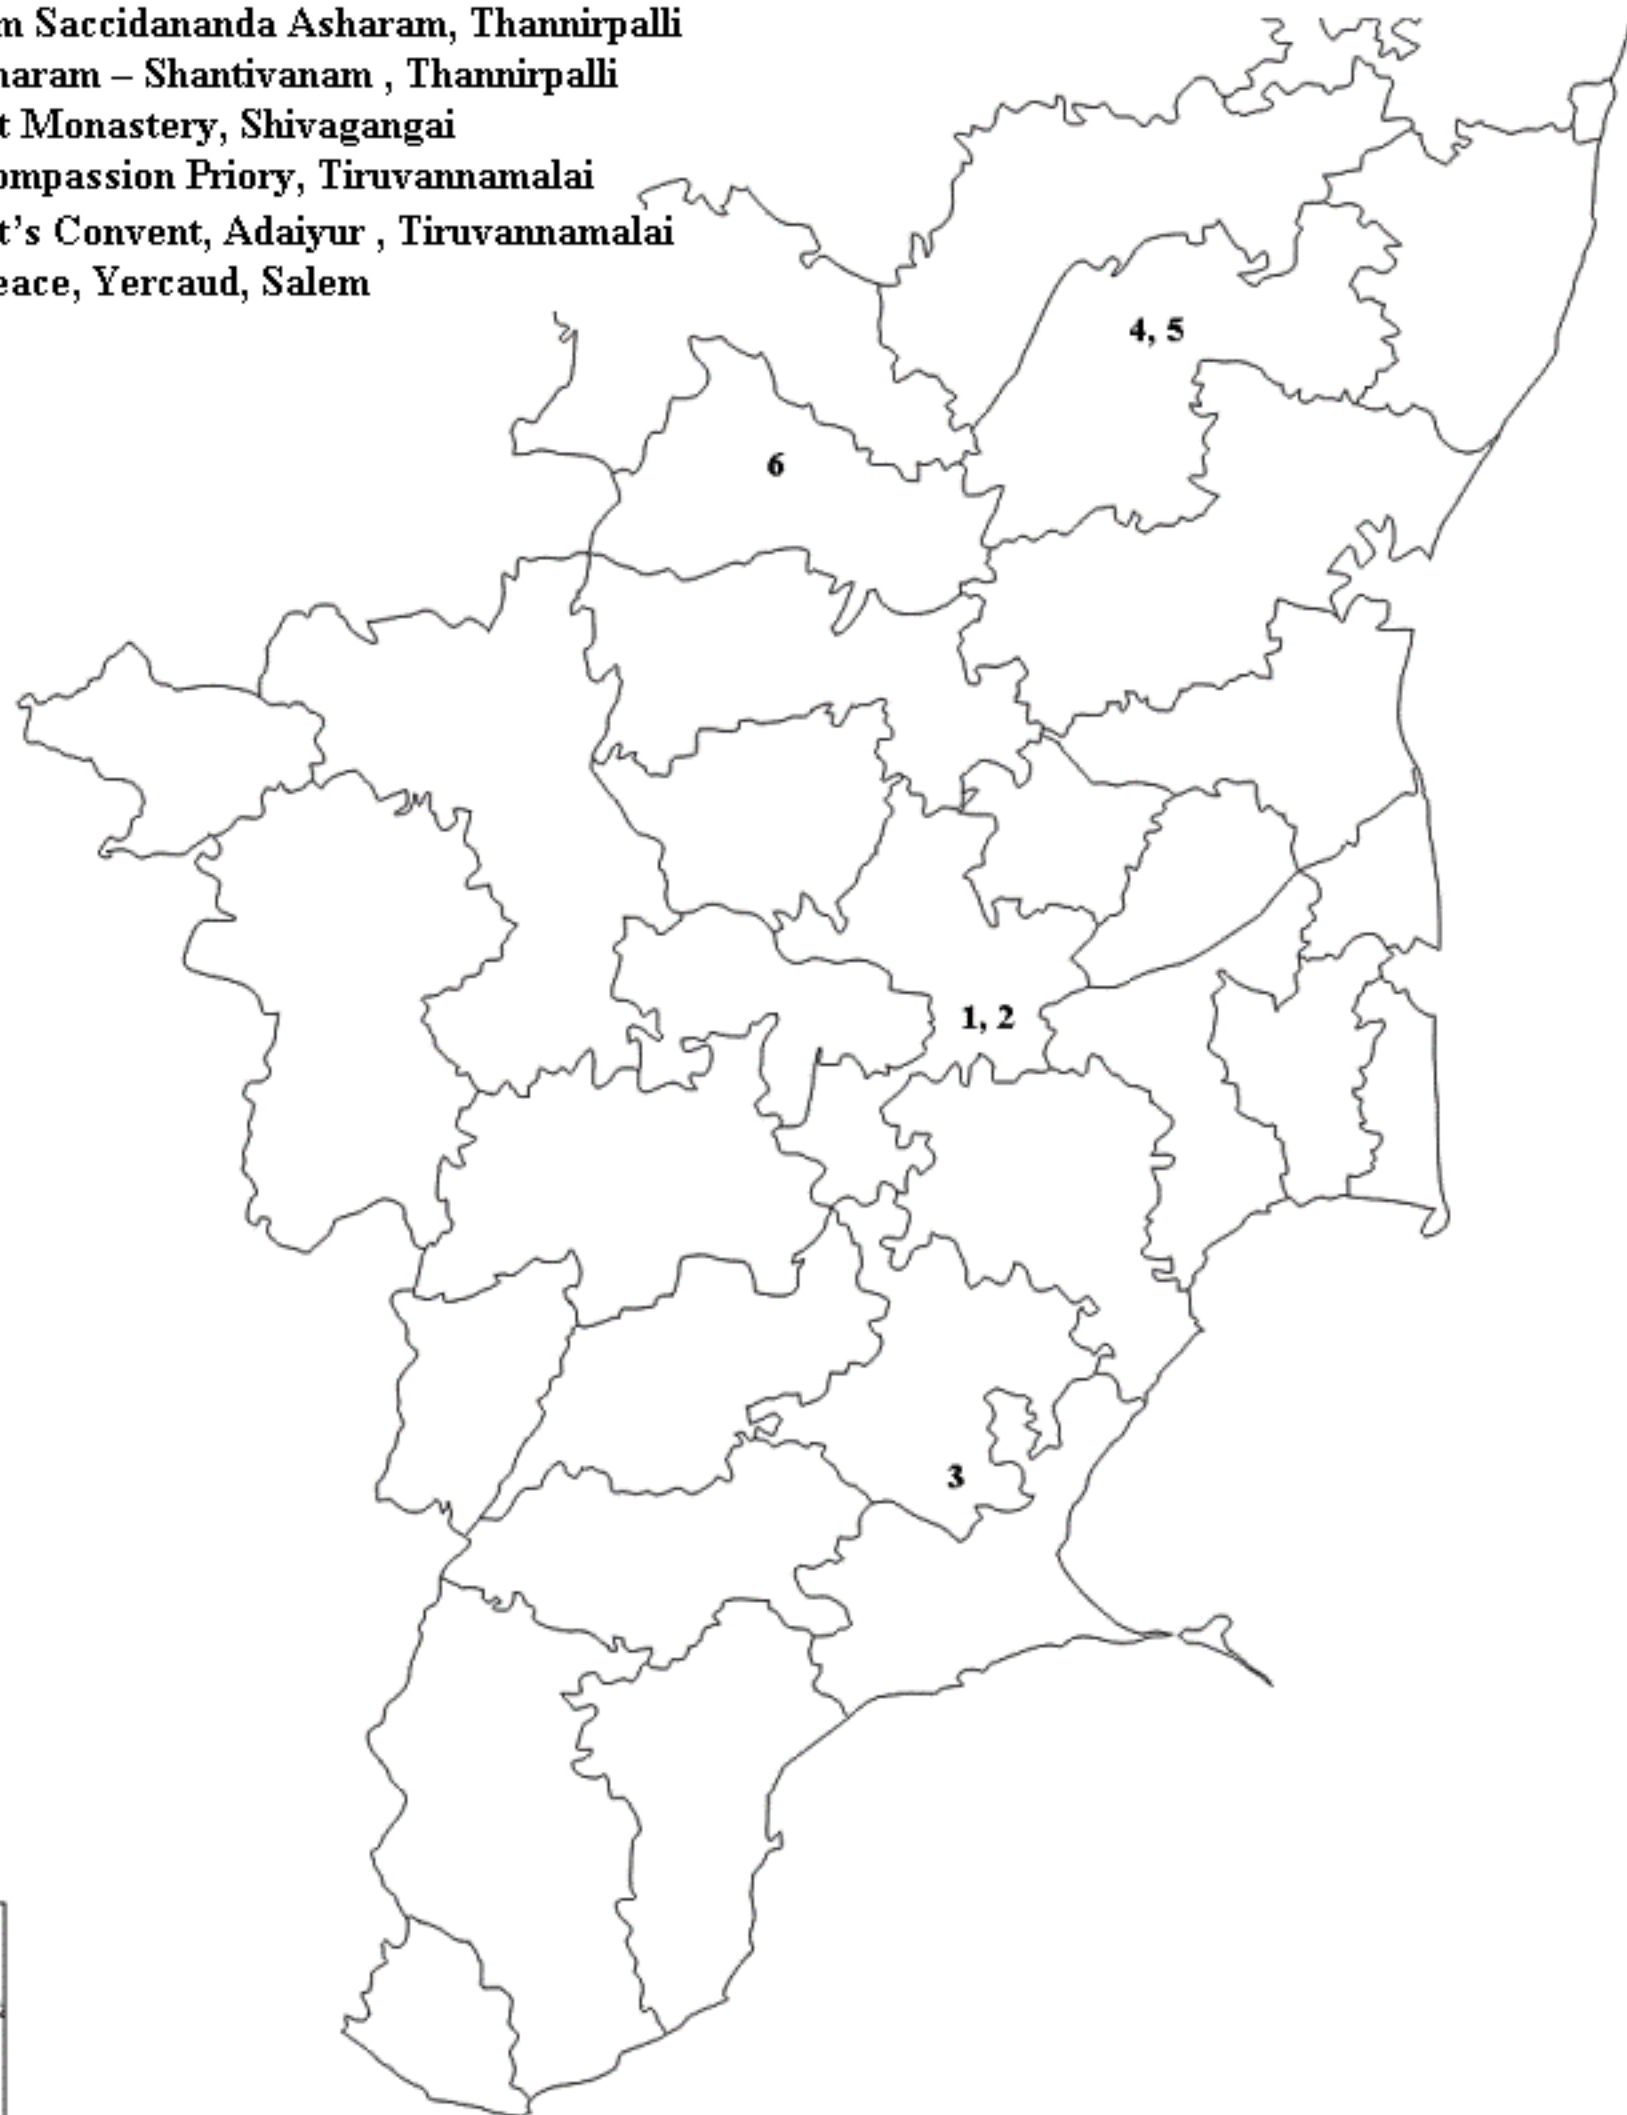 m Saccidananda Asharam, Thannirpalli
haram – Shantivanam , Thannirpalli
t Monastery, Shivagangai
ompassion Priory, Tiruvannamalai
t’s Convent, Adaiyur , Tiruvannamalai
eace, Yercaud, Salem
4, 5
6
1, 2
3